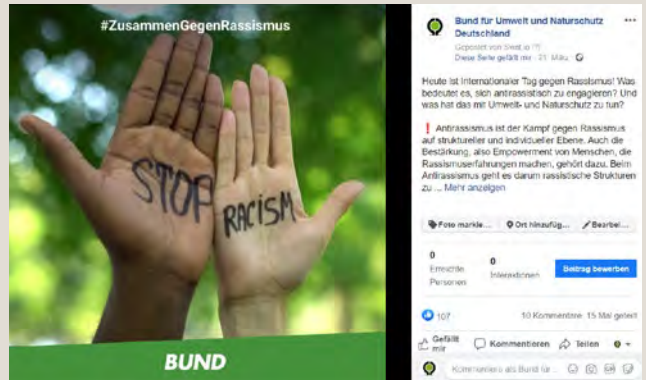 #ZusammenGegenRassismus
STOP
RACISM
BUND
Bund für Umwelt und Naturschutz
Deutschland
Gepostet von
Diese Seite gefällt mir · 21. März ·
Heute ist Internationaler Tag gegen Rassismus! Was
bedeutet es, sich antirassistisch zu engagieren? Und
was hat das mit Umwelt- und Naturschutz zu tun?
❗ Antirassismus ist der Kampf gegen Rassismus
auf struktureller und individueller Ebene. Auch die
Bestärkung, also Empowerment von Menschen, die
Rassismuserfahrungen machen, gehört dazu. Beim
Antirassismus geht es darum rassistische Strukturen
zu ... Mehr anzeigen
Foto markie... Ort hinzufüg... Bearbei...
0
Erreichte
Personen
0
Interaktionen
Beitrag bewerben
107
10 Kommentare 15 Mal geteilt
Gefällt
mir
Kommentieren
Teilen
Kommentiere als Bund für ...